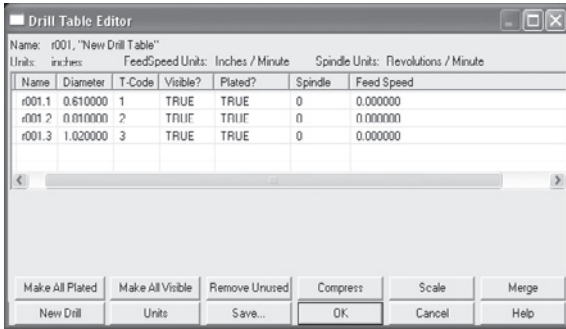 Drill Table Editor
Name: r001, "New Drill Table"
Units: inches FeedSpeed Units: Inches / Minute Spindle Units: Revolutions / Minute
Name Diameter T-Code Visible? Plated? Spindle Feed Speed
r001.1 0.610000 1 TRUE TRUE 0 0.000000
r001.2 0.810000 2 TRUE TRUE 0 0.000000
r001.3 1.020000 3 TRUE TRUE 0 0.000000
Make All Plated Make All Visible Remove Unused Compress Scale Merge
New Drill Units Save... OK Cancel Help